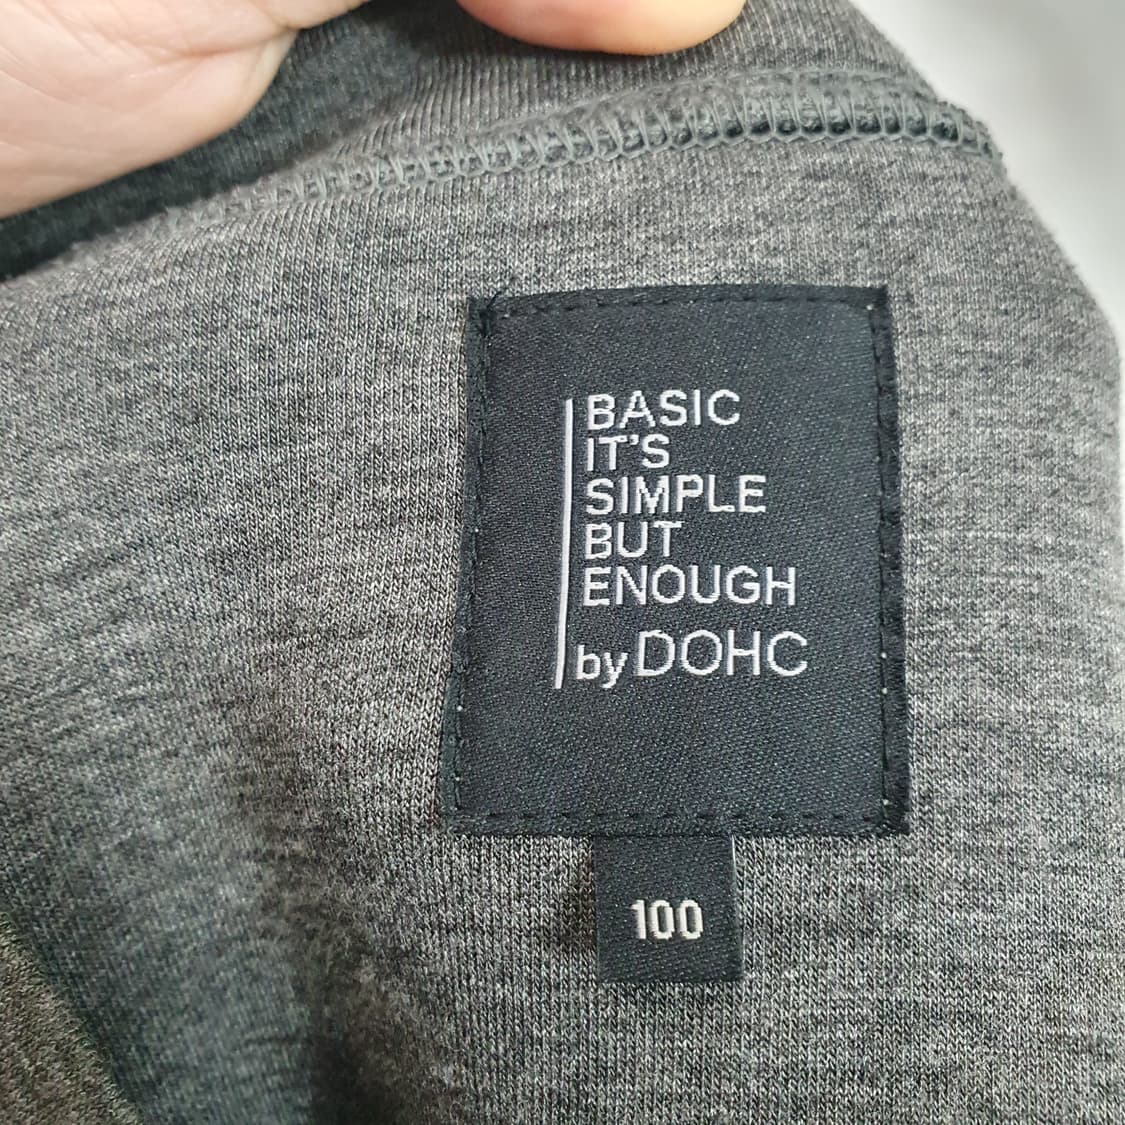 BASIC
IT'S
SIMPLE
BUT
ENOUGH
by DOHC
100